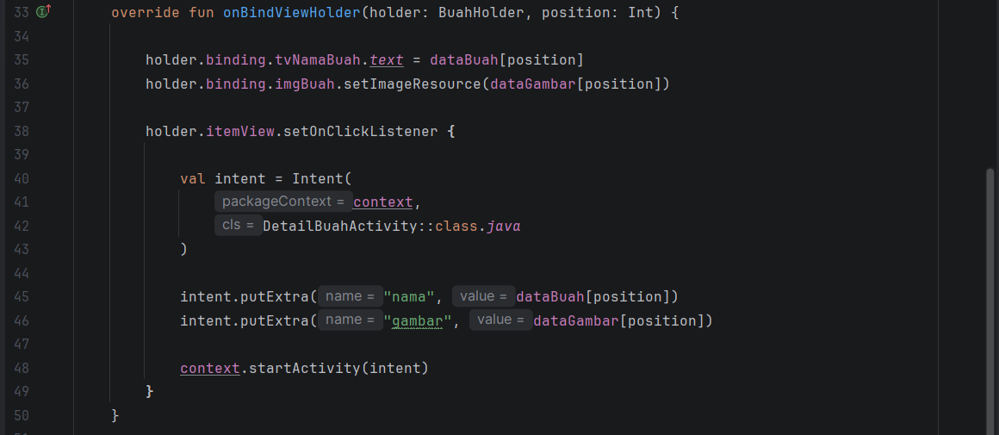 33 override fun onBindViewHolder(holder: BuahHolder, position: Int) {
34
35 holder.binding.tvNamaBuah.text = dataBuah[position]
36 holder.binding.imgBuah.setImageResource(dataGambar[position])
37
38 holder.itemView.setOnClickListener {
39
40 val intent = Intent(
41 packageContext = context,
42 cls = DetailBuahActivity::class.java
43 )
44
45 intent.putExtra( name = "nama", value = dataBuah[position])
46 intent.putExtra( name = "gambar", value = dataGambar[position])
47
48 context.startActivity(intent)
49 }
50 }